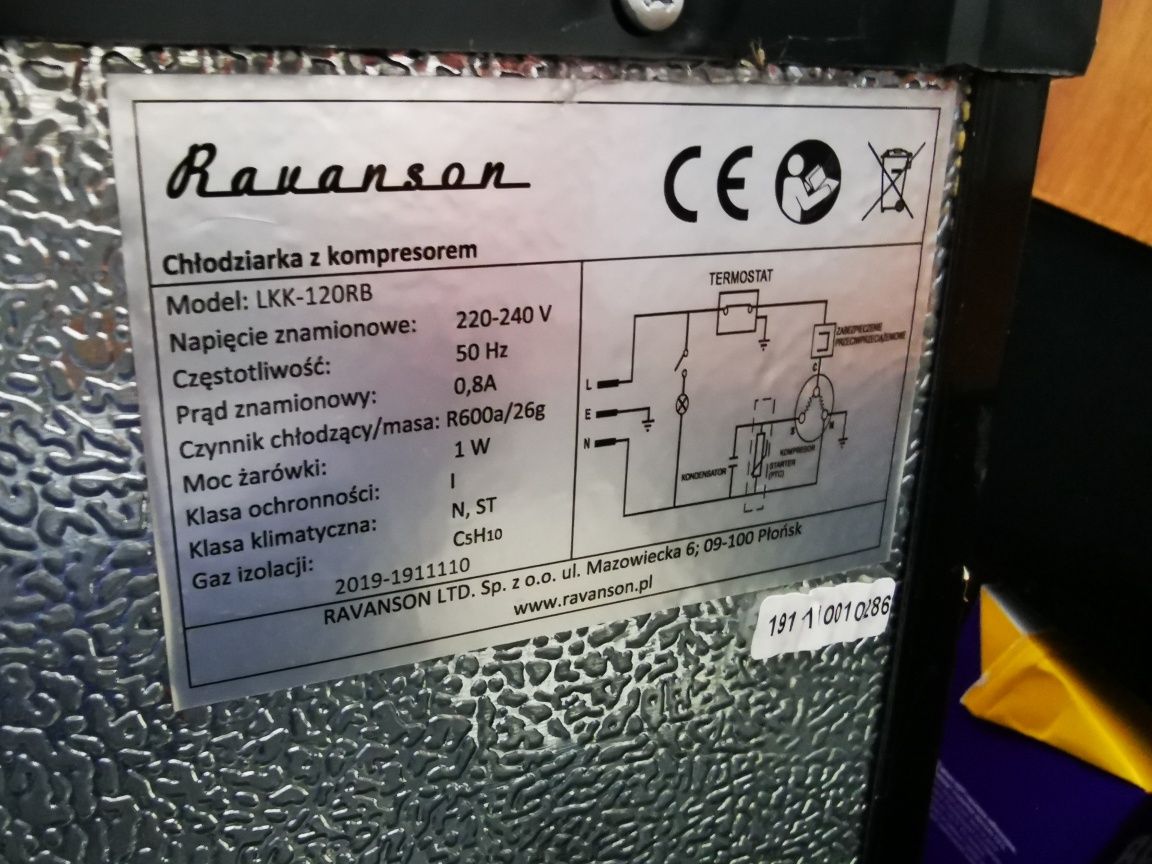 Ravanson
CE
Chłodziarka z kompresorem
Model: LKK-120RB
Napięcie znamionowe: 220-240 V
Częstotliwość: 50 Hz
Prąd znamionowy: 0,8A
Czynnik chłodzący/masa: R600a/26g
Moc żarówki: 1 W
Klasa ochronności: I
Klasa klimatyczna: N, ST
Gaz izolacji: C5H10
2019-1911110
TERMOSTAT
ZABEZPIECZENIE
PRZECIWPRZECIĄŻENIOWE
L
E
N
C
S
KONDENSATOR
KOMPRESOR
STARTER
(PTC)
RAVANSON LTD. Sp. z o.o. ul. Mazowiecka 6; 09-100 Płońsk
www.ravanson.pl